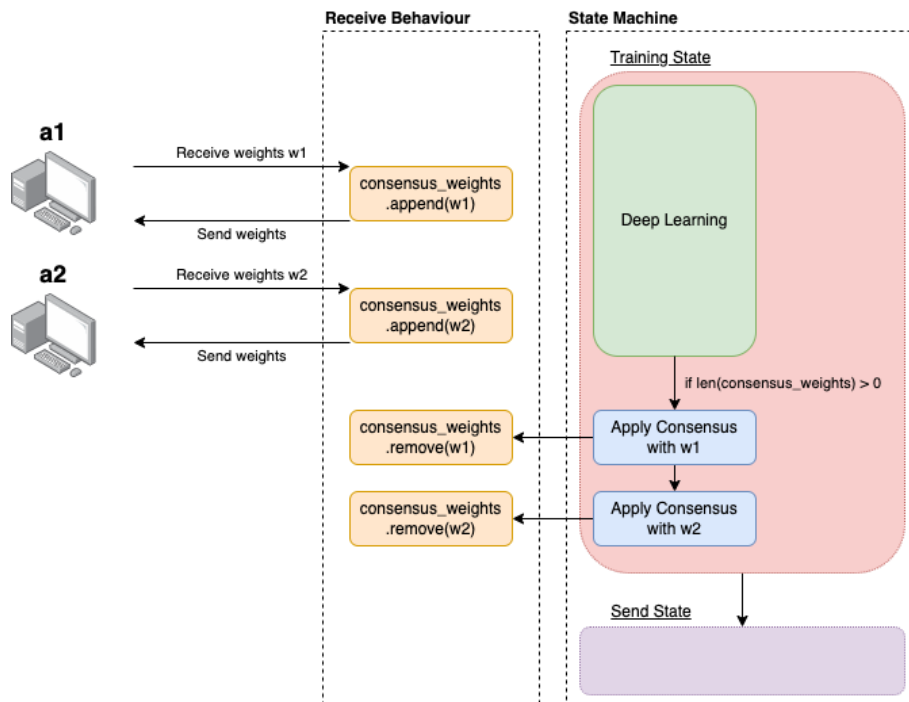 Receive Behaviour
State Machine
Training State
a1
Receive weights w1
consensus_weights
.append(w1)
Send weights
Deep Learning
a2
Receive weights w2
consensus_weights
.append(w2)
Send weights
if len(consensus_weights) > 0
Apply Consensus
with w1
consensus_weights
.remove(w1)
Apply Consensus
with w2
consensus_weights
.remove(w2)
Send State